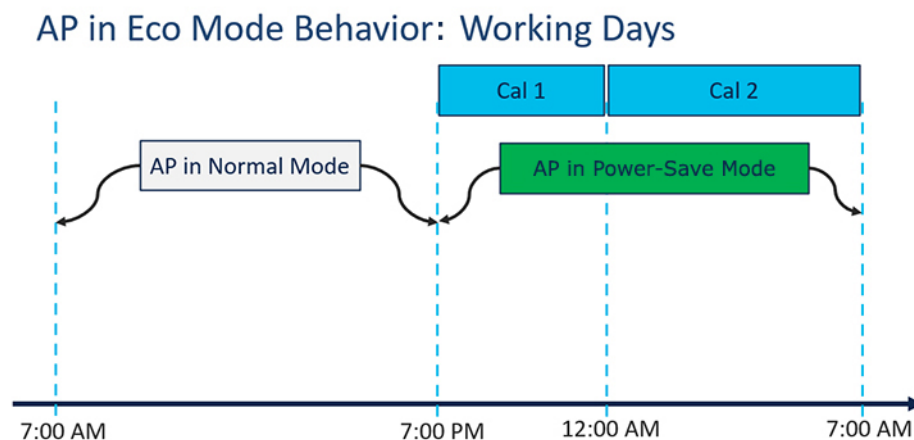 AP in Eco Mode Behavior: Working Days
Cal 1
Cal 2
AP in Normal Mode
AP in Power-Save Mode
7:00 AM
7:00 PM
12:00 AM
7:00 AM